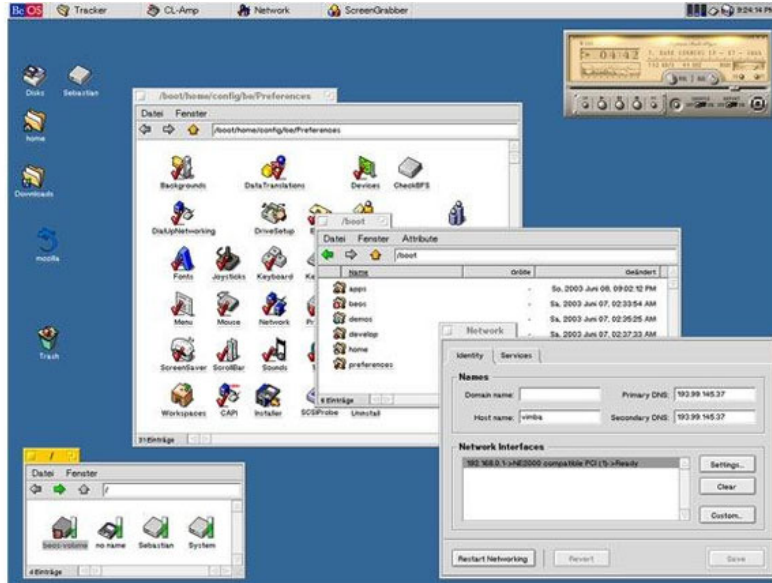 BeOS Tracker CL-Amp Network ScreenGrabber 9:24:14 PM
04:42
Disks Sebastian
home
Downloads
mozilla
Trash
/boot/home/config/be/Preferences
Datei Fenster
/boot/home/config/be/Preferences
Backgrounds DataTranslations Devices CheckBFS
DialUpNetworking DriveSetup
Fonts Joysticks Keyboard
Menu Mouse Network
ScreenSaver ScrollBar Sounds
Workspaces CAPI Installer SCSIProbe Uninstall
31 Einträge
/boot
Datei Fenster Attribute
/boot
Name Größe Geändert
apps - So, 2003 Juni 08, 09:02:12 PM
beos - Sa, 2003 Juni 07, 02:33:54 AM
demos - Sa, 2003 Juni 07, 02:35:25 AM
develop - Sa, 2003 Juni 07, 02:37:33 AM
home
preferences
6 Einträge
Network
Identity Services
Names
Domain name: Primary DNS: 193.99.145.37
Host name: vimba Secondary DNS: 193.99.145.37
Network Interfaces
192.168.0.1->NE2000 compatible PCI (1)->Ready
Settings...
Clear
Custom...
Restart Networking Revert Save
/
Datei Fenster
/
beos-volume no name Sebastian System
4 Einträge